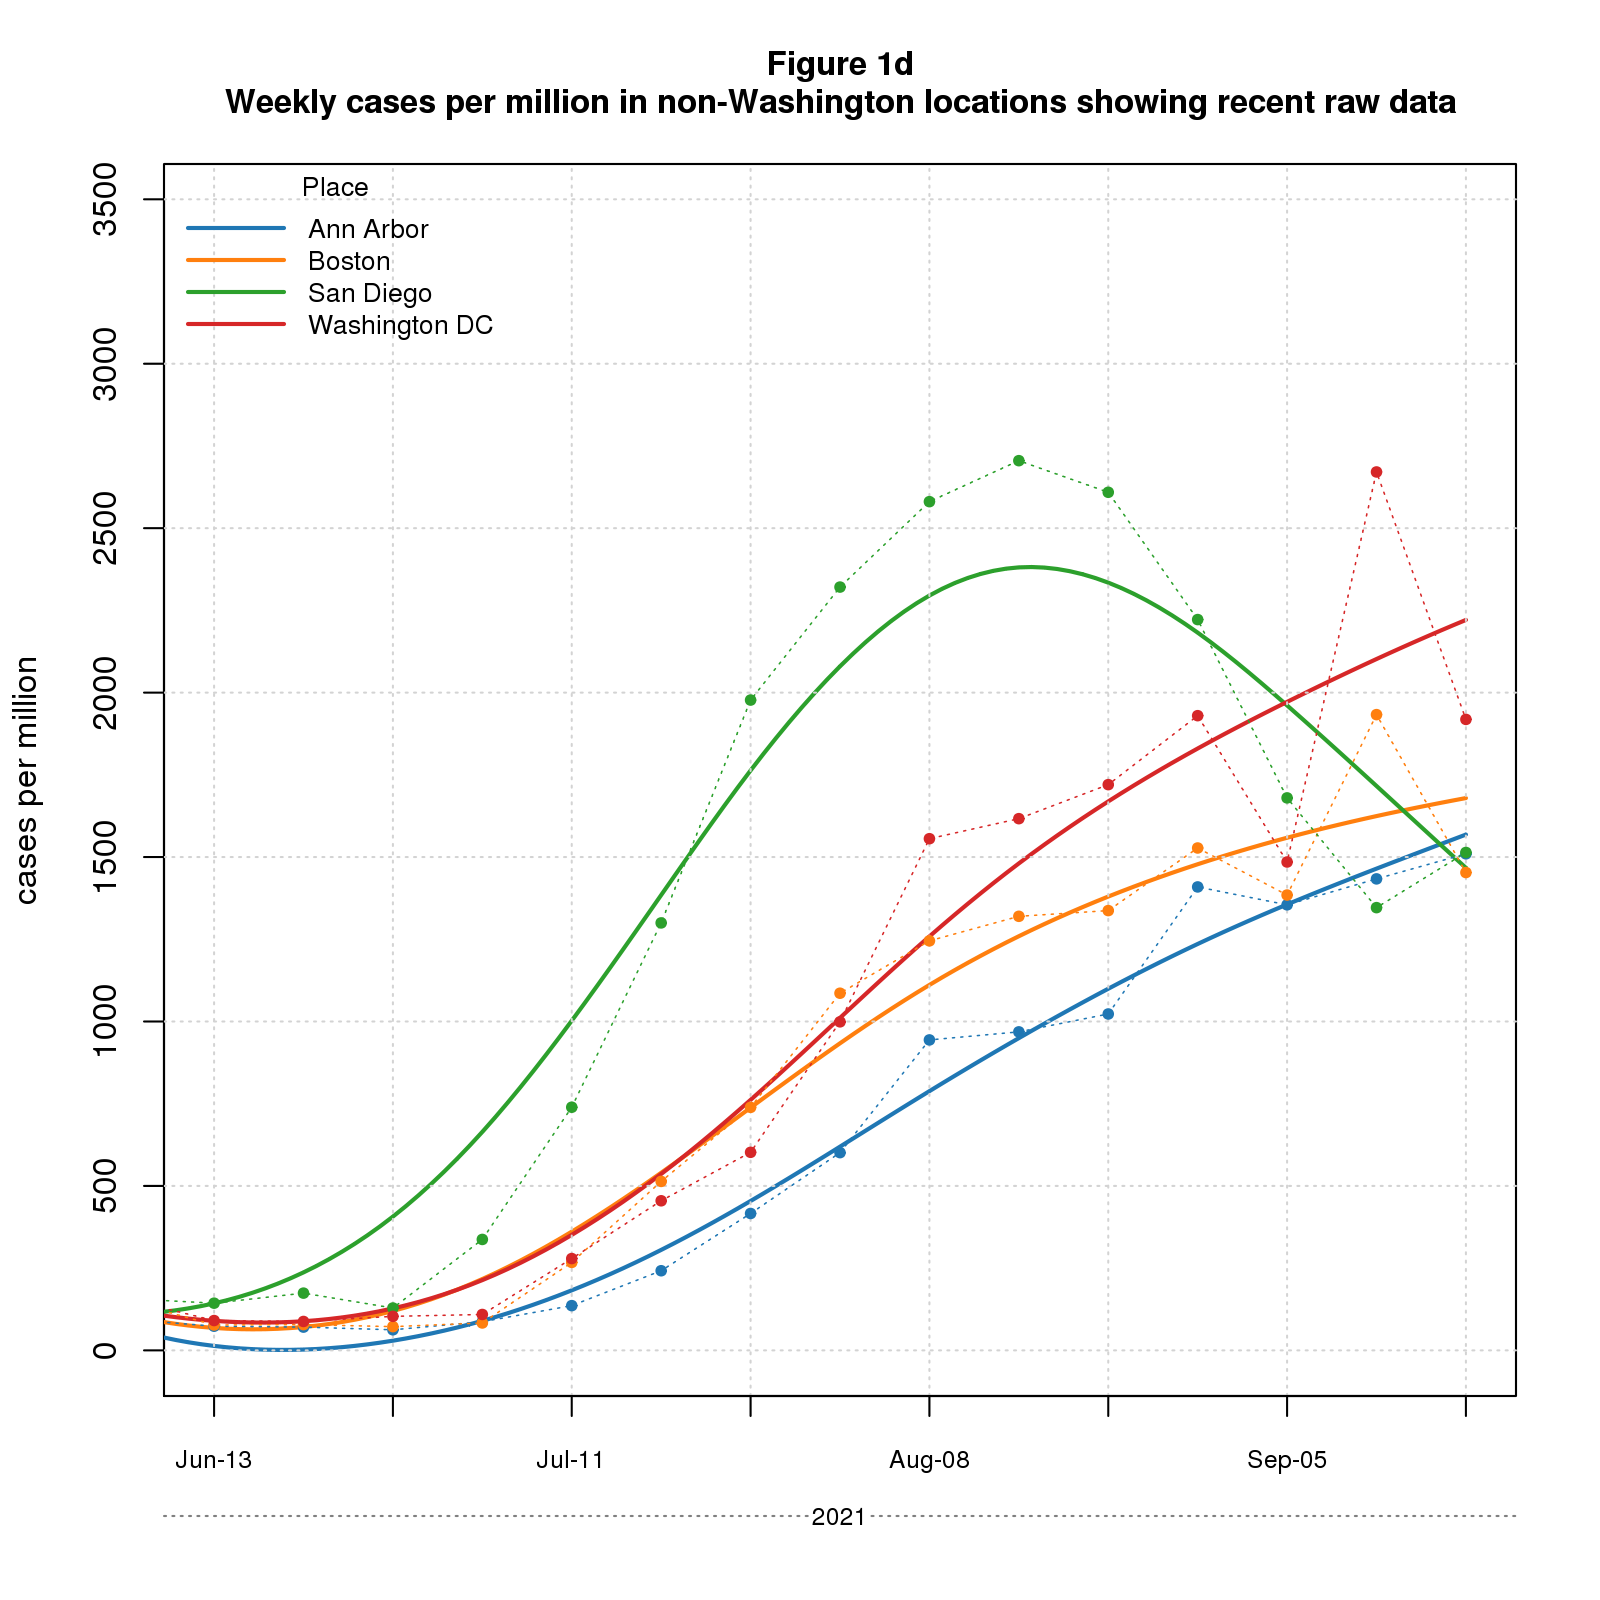 Figure 1d
Weekly cases per million in non-Washington locations showing recent raw data
Place
Ann Arbor
Boston
San Diego
Washington DC
cases per million
3500
3000
2500
2000
1500
1000
500
0
Jun-13 Jul-11 Aug-08 Sep-05
2021